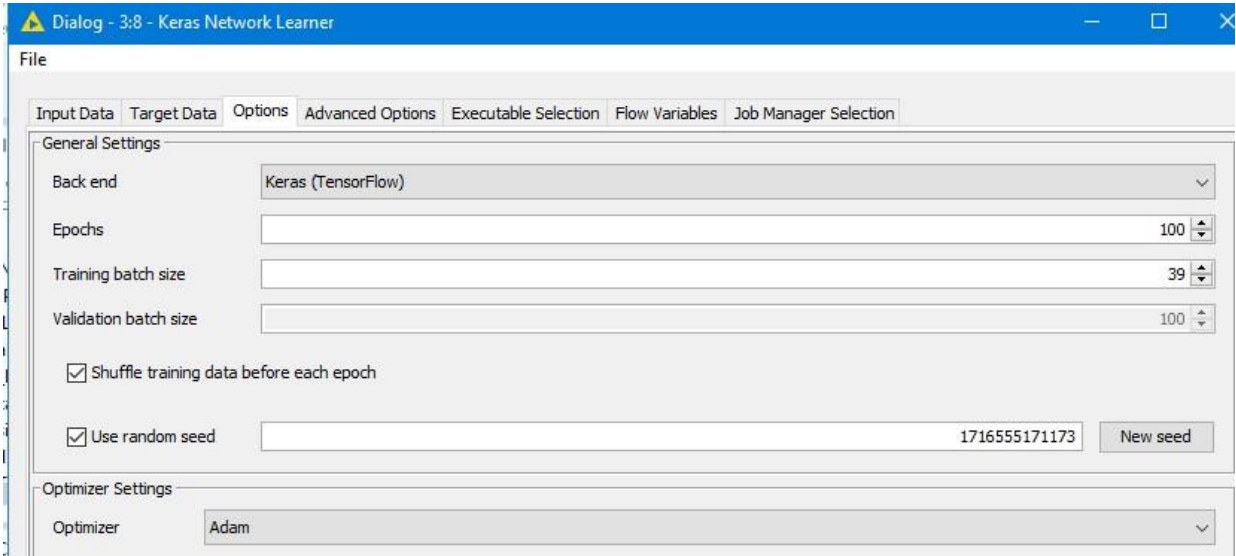 Dialog - 3:8 - Keras Network Learner
File
Input Data Target Data Options Advanced Options Executable Selection Flow Variables Job Manager Selection
General Settings
Back end Keras (TensorFlow)
Epochs 100
Training batch size 39
Validation batch size 100
Shuffle training data before each epoch
Use random seed 1716555171173 New seed
Optimizer Settings
Optimizer Adam